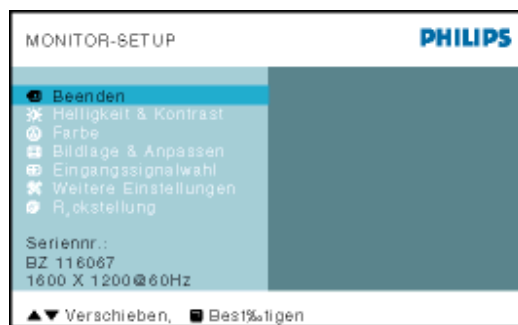 MONITOR-SETUP PHILIPS
Beenden
Helligkeit & Kontrast
Farbe
Bildlage & Anpassen
Eingangssignalwahl
Weitere Einstellungen
R¸ckstellung
Seriennr.:
BZ 116067
1600 X 1200@60Hz
▲▼ Verschieben, Best‰tigen